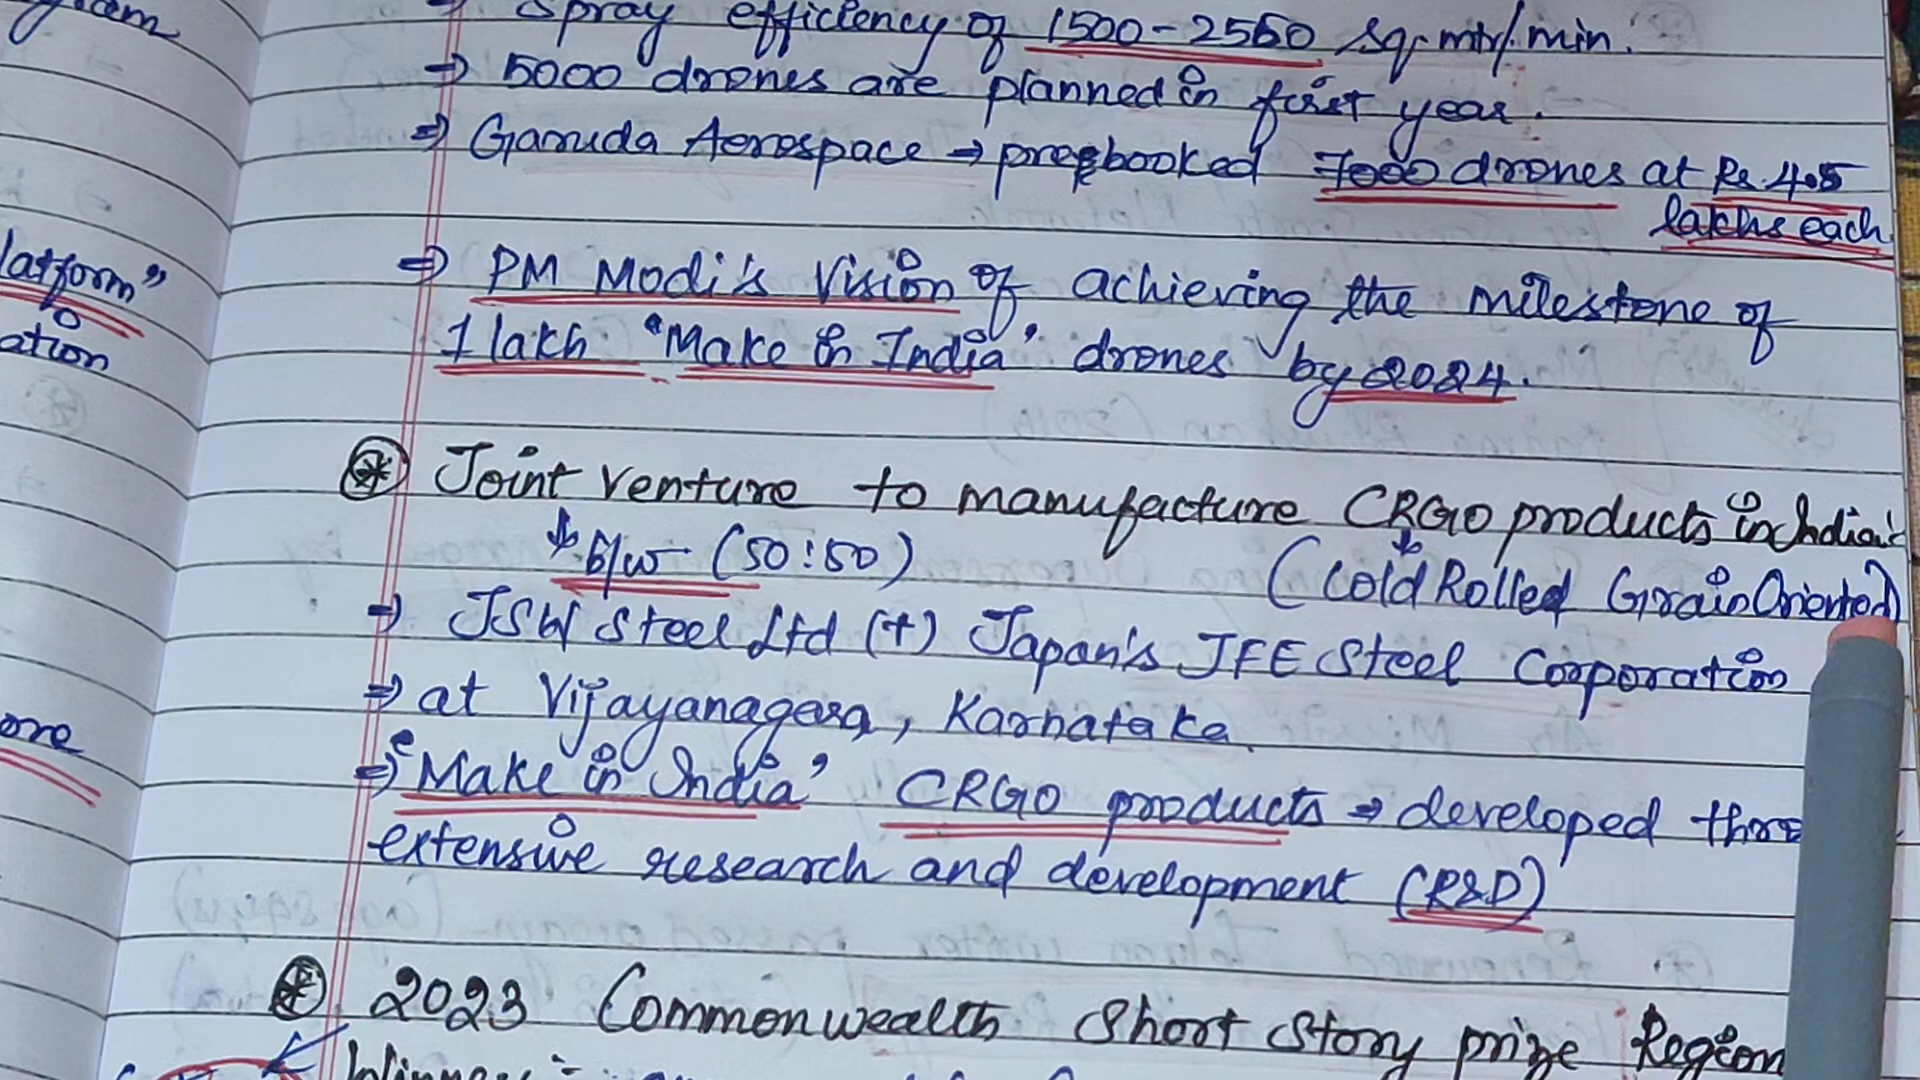 ⇒ Spray efficiency of 1500-2560 sq.mtr/min.
⇒ 5000 drones are planned in first year.
⇒ Garuda Aerospace → prebooked 7000 drones at Rs. 4.5
lakhs each
latform"
ation
⇒ PM Modi's Vision of achieving the milestone of
1 lakh 'Make in India' drones by 2024.
Joint Venture to manufacture CRGO products in India:
b/w (50:50) (Cold Rolled Grain Oriented)
⇒ JSW Steel Ltd (+) Japan's JFE Steel Corporation
⇒ at Vijayanagara, Karnataka.
ore
⇒ 'Make in India' CRGO products → developed thro
extensive research and development (R&D)
2023 Commonwealth Short Story prize Region